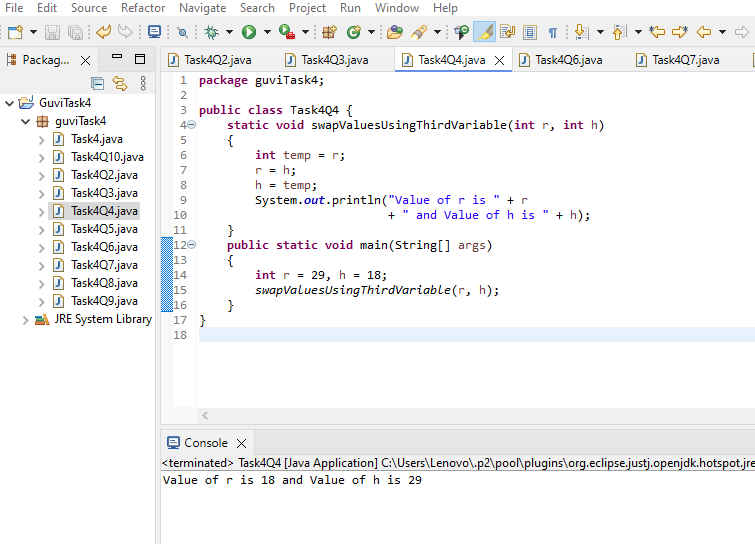 File Edit Source Refactor Navigate Search Project Run Window Help
Packag...
Task4Q2.java Task4Q3.java Task4Q4.java Task4Q6.java Task4Q7.java
GuviTask4
guviTask4
Task4.java
Task4Q10.java
Task4Q2.java
Task4Q3.java
Task4Q4.java
Task4Q5.java
Task4Q6.java
Task4Q7.java
Task4Q8.java
Task4Q9.java
JRE System Library
1 package guviTask4;
2
3 public class Task4Q4 {
4 static void swapValuesUsingThirdVariable(int r, int h)
5 {
6 int temp = r;
7 r = h;
8 h = temp;
9 System.out.println("Value of r is " + r
10 + " and Value of h is " + h);
11 }
12 public static void main(String[] args)
13 {
14 int r = 29, h = 18;
15 swapValuesUsingThirdVariable(r, h);
16 }
17 }
18
Console
<terminated> Task4Q4 [Java Application] C:\Users\Lenovo\.p2\pool\plugins\org.eclipse.justj.openjdk.hotspot.jre
Value of r is 18 and Value of h is 29